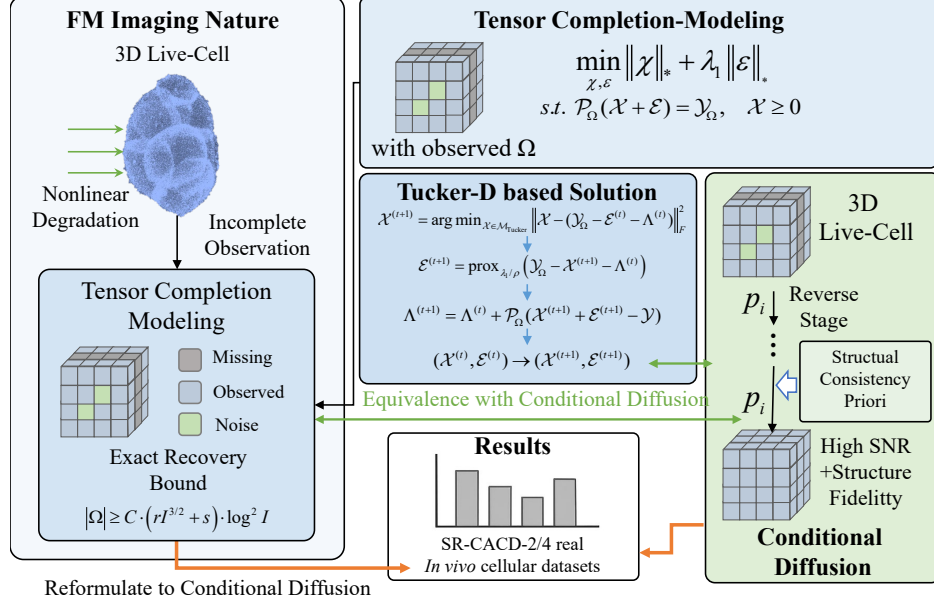 FM Imaging Nature
3D Live-Cell
Nonlinear
Degradation
Incomplete
Observation
Tensor Completion
Modeling
Missing
Observed
Noise
Exact Recovery
Bound
|Ω| ≥ C·(rI^{3/2} + s)·log² I
Reformulate to Conditional Diffusion
Tensor Completion-Modeling
min_{χ,ε} ‖χ‖_* + λ₁‖ε‖_*
s.t. 𝒫_Ω(𝒳 + ℰ) = 𝒴_Ω, 𝒳 ≥ 0
with observed Ω
Tucker-D based Solution
𝒳^{(t+1)} = arg min_{𝒳∈ℳ_Tucker} ‖𝒳 − (𝒴_Ω − ℰ^{(t)} − Λ^{(t)})‖²_F
ℰ^{(t+1)} = prox_{λ₁/ρ}(𝒴_Ω − 𝒳^{(t+1)} − Λ^{(t)})
Λ^{(t+1)} = Λ^{(t)} + 𝒫_Ω(𝒳^{(t+1)} + ℰ^{(t+1)} − 𝒴)
(𝒳^{(t)}, ℰ^{(t)}) → (𝒳^{(t+1)}, ℰ^{(t+1)})
Equivalence with Conditional Diffusion
Results
SR-CACD-2/4 real
In vivo cellular datasets
3D
Live-Cell
p_i
Reverse
Stage
Structual
Consistency
Priori
p_i
High SNR
+Structure
Fidelitty
Conditional
Diffusion